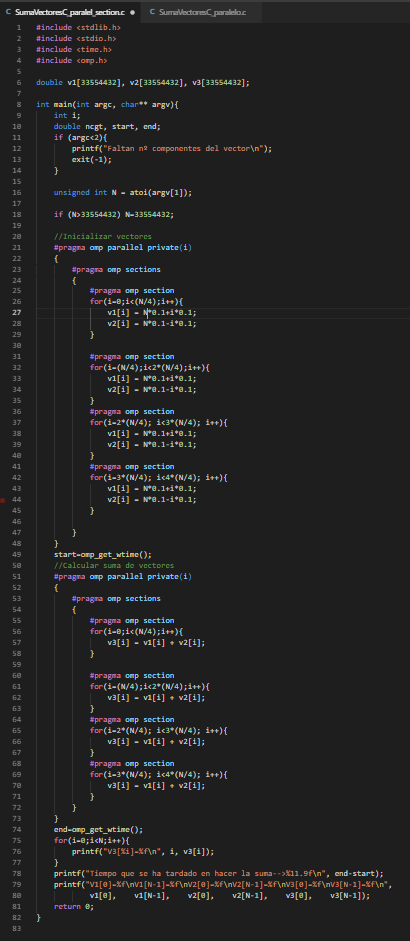 SumaVectoresC_paralel_section.c ● SumaVectoresC_paralelo.c
1 #include <stdlib.h>
2 #include <stdio.h>
3 #include <time.h>
4 #include <omp.h>
5
6 double v1[33554432], v2[33554432], v3[33554432];
7
8 int main(int argc, char** argv){
9 int i;
10 double ncgt, start, end;
11 if (argc<2){
12 printf("Faltan nº componentes del vector\n");
13 exit(-1);
14 }
15
16 unsigned int N = atoi(argv[1]);
17
18 if (N>33554432) N=33554432;
19
20 //Inicializar vectores
21 #pragma omp parallel private(i)
22 {
23 #pragma omp sections
24 {
25 #pragma omp section
26 for(i=0;i<(N/4);i++){
27 v1[i] = N*0.1+i*0.1;
28 v2[i] = N*0.1-i*0.1;
29 }
30
31 #pragma omp section
32 for(i=(N/4);i<2*(N/4);i++){
33 v1[i] = N*0.1+i*0.1;
34 v2[i] = N*0.1-i*0.1;
35 }
36 #pragma omp section
37 for(i=2*(N/4); i<3*(N/4); i++){
38 v1[i] = N*0.1+i*0.1;
39 v2[i] = N*0.1-i*0.1;
40 }
41 #pragma omp section
42 for(i=3*(N/4); i<4*(N/4); i++){
43 v1[i] = N*0.1+i*0.1;
44 v2[i] = N*0.1-i*0.1;
45 }
46
47 }
48 }
49 start=omp_get_wtime();
50 //Calcular suma de vectores
51 #pragma omp parallel private(i)
52 {
53 #pragma omp sections
54 {
55 #pragma omp section
56 for(i=0;i<(N/4);i++){
57 v3[i] = v1[i] + v2[i];
58 }
59
60 #pragma omp section
61 for(i=(N/4);i<2*(N/4);i++){
62 v3[i] = v1[i] + v2[i];
63 }
64 #pragma omp section
65 for(i=2*(N/4); i<3*(N/4); i++){
66 v3[i] = v1[i] + v2[i];
67 }
68 #pragma omp section
69 for(i=3*(N/4); i<4*(N/4); i++){
70 v3[i] = v1[i] + v2[i];
71 }
72 }
73 }
74 end=omp_get_wtime();
75 for(i=0;i<N;i++){
76 printf("V3[%i]=%f\n", i, v3[i]);
77 }
78 printf("Tiempo que se ha tardado en hacer la suma-->%11.9f\n", end-start);
79 printf("V1[0]=%f\nV1[N-1]=%f\nV2[0]=%f\nV2[N-1]=%f\nV3[0]=%f\nV3[N-1]=%f\n",
80 v1[0], v1[N-1], v2[0], v2[N-1], v3[0], v3[N-1]);
81 return 0;
82 }
83